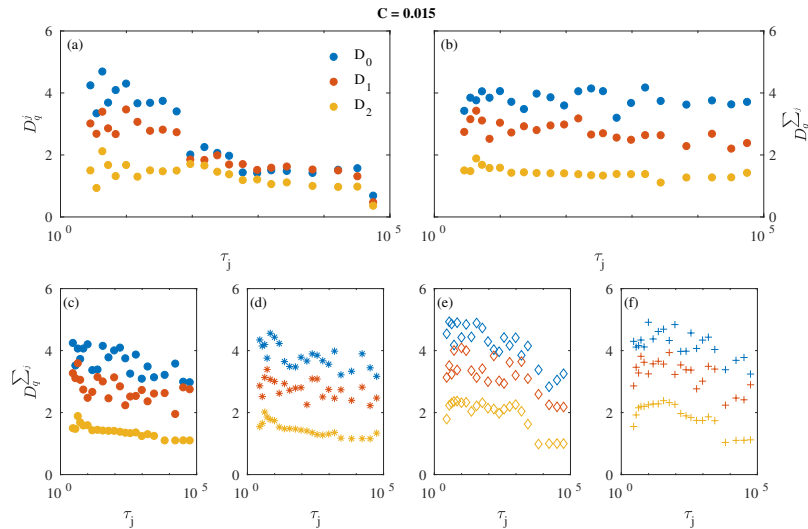 C = 0.015
(a)
(b)
D_0
D_1
D_2
6
4
2
0
D_q^j
10^0
10^5
τ_j
6
4
2
0
D_q^{∑_j}
10^0
10^5
τ_j
(c)
(d)
(e)
(f)
6
4
2
0
D_q^{∑_j}
10^0
10^5
τ_j
6
4
2
0
10^0
10^5
τ_j
6
4
2
0
10^0
10^5
τ_j
6
4
2
0
10^0
10^5
τ_j